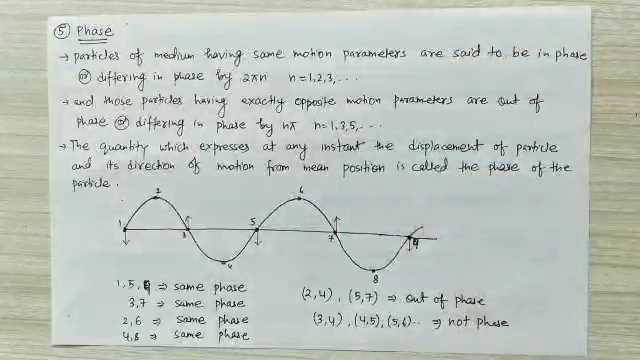 ⑤ Phase
→ particles of medium having same motion parameters are said to be in phase
or differing in phase by 2πn n=1,2,3,...
→ and those particles having exactly opposite motion parameters are out of
phase or differing in phase by nπ n=1,3,5,...
→ The quantity which expresses at any instant the displacement of particle
and its direction of motion from mean position is called the phase of the
particle.
1 2 3 4 5 6 7 8 9
1,5,9 ⇒ same phase
3,7 ⇒ same phase
2,6 ⇒ same phase
4,8 ⇒ same phase
(2,4), (5,7) ⇒ out of phase
(3,4), (4,5), (5,6).. ⇒ not phase